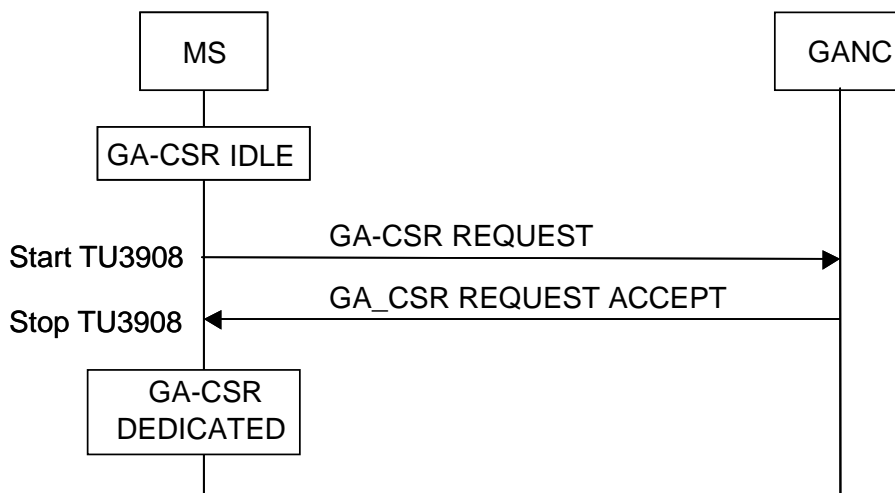 MS
GANC
GA-CSR IDLE
GA-CSR REQUEST
Start TU3908
GA_CSR REQUEST ACCEPT
Stop TU3908
GA-CSR
DEDICATED